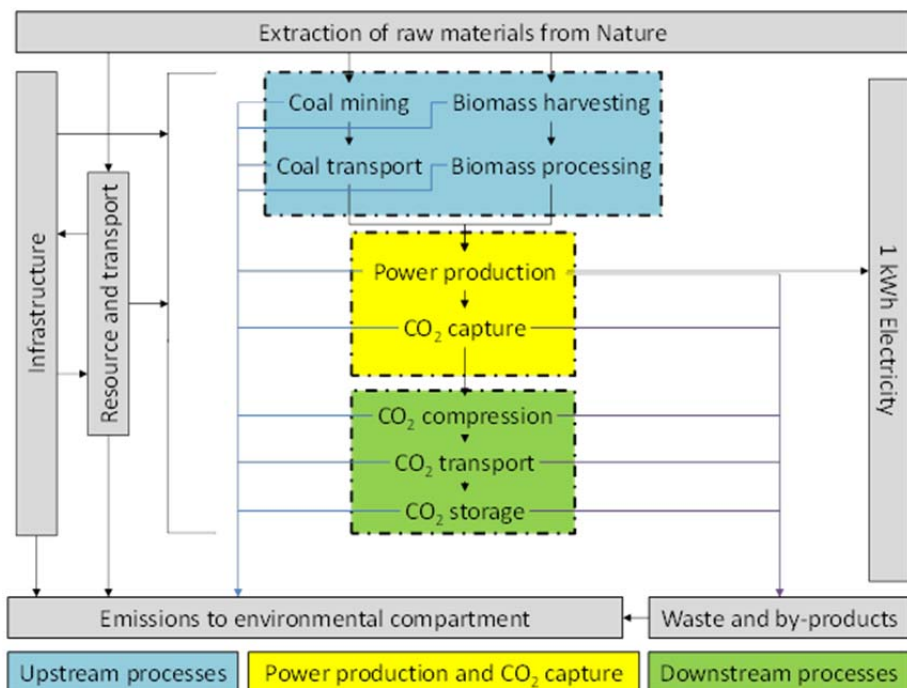 Extraction of raw materials from Nature
Coal mining
Biomass harvesting
Coal transport
Biomass processing
Infrastructure
Resource and transport
Power production
CO₂ capture
1 kWh Electricity
CO₂ compression
CO₂ transport
CO₂ storage
Emissions to environmental compartment
Waste and by-products
Upstream processes
Power production and CO₂ capture
Downstream processes